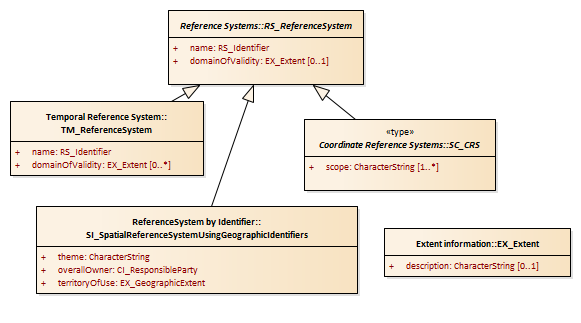 Reference Systems::RS_ReferenceSystem
+ name: RS_Identifier
+ domainOfValidity: EX_Extent [0..1]
Temporal Reference System::
TM_ReferenceSystem
+ name: RS_Identifier
+ domainOfValidity: EX_Extent [0..*]
«type»
Coordinate Reference Systems::SC_CRS
+ scope: CharacterString [1..*]
ReferenceSystem by Identifier::
SI_SpatialReferenceSystemUsingGeographicIdentifiers
+ theme: CharacterString
+ overallOwner: CI_ResponsibleParty
+ territoryOfUse: EX_GeographicExtent
Extent information::EX_Extent
+ description: CharacterString [0..1]